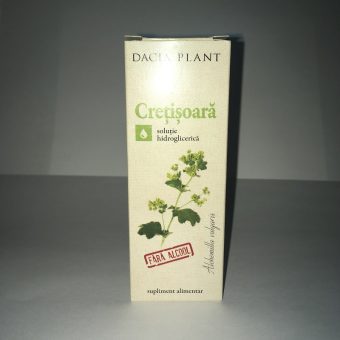 DACIA PLANT
Crețișoară
soluție
hidroglicerică
FĂRĂ ALCOOL
Alchemilla vulgaris
supliment alimentar